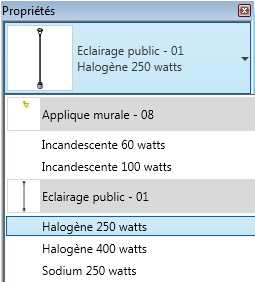 Propriétés
Eclairage public - 01
Halogène 250 watts
Applique murale - 08
Incandescente 60 watts
Incandescente 100 watts
Eclairage public - 01
Halogène 250 watts
Halogène 400 watts
Sodium 250 watts